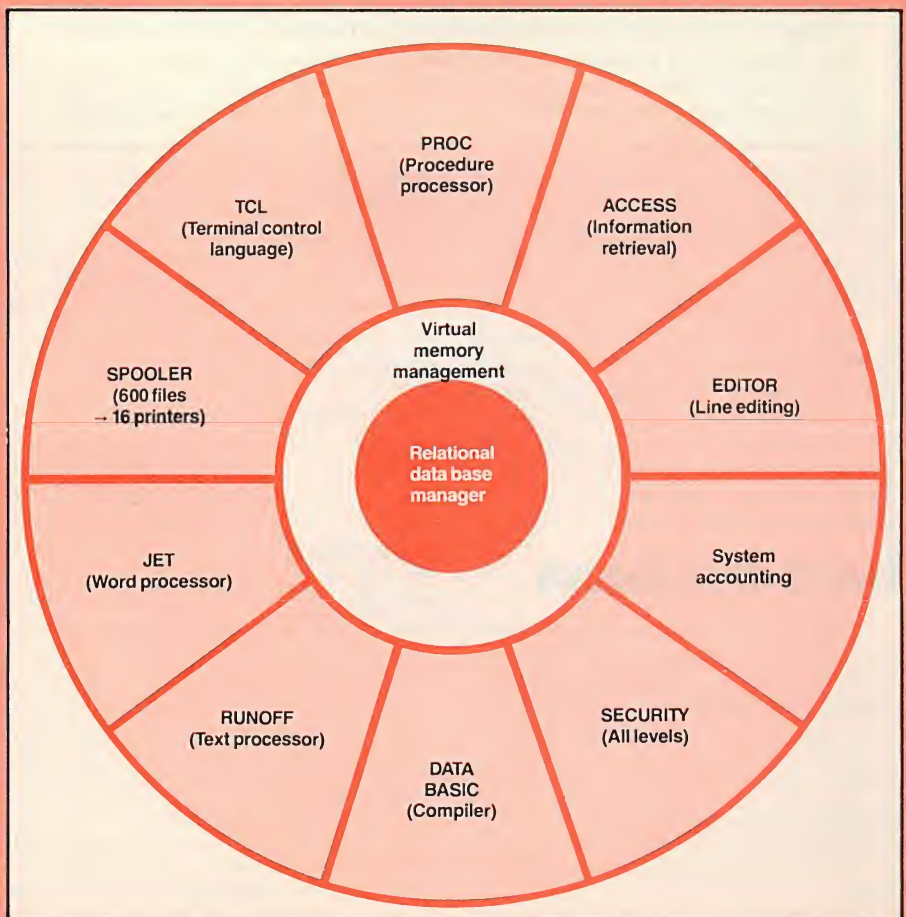 PROC
(Procedure
processor)
TCL
(Terminal control
language)
ACCESS
(Information
retrieval)
Virtual
memory
management
SPOOLER
(600 files
→ 16 printers)
EDITOR
(Line editing)
Relational
data base
manager
JET
(Word processor)
System
accounting
RUNOFF
(Text processor)
SECURITY
(All levels)
DATA
BASIC
(Compiler)